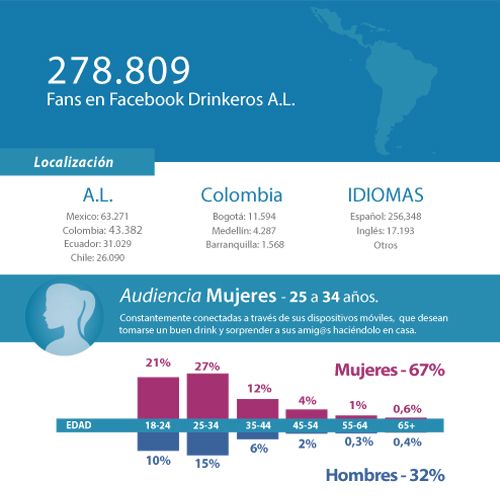 278.809
Fans en Facebook Drinkeros A.L.
Localización
A.L.
Mexico: 63.271
Colombia: 43.382
Ecuador: 31.029
Chile: 26.090
Colombia
Bogotá: 11.594
Medellín: 4.287
Barranquilla: 1.568
IDIOMAS
Español: 256,348
Inglés: 17.193
Otros
Audiencia Mujeres - 25 a 34 años.
Constantemente conectadas a través de sus dispositivos móviles, que desean
tomarse un buen drink y sorprender a sus amig@s haciéndolo en casa.
Mujeres - 67%
21% 27% 12% 4% 1% 0,6%
EDAD 18-24 25-34 35-44 45-54 55-64 65+
10% 15% 6% 2% 0,3% 0,4%
Hombres - 32%